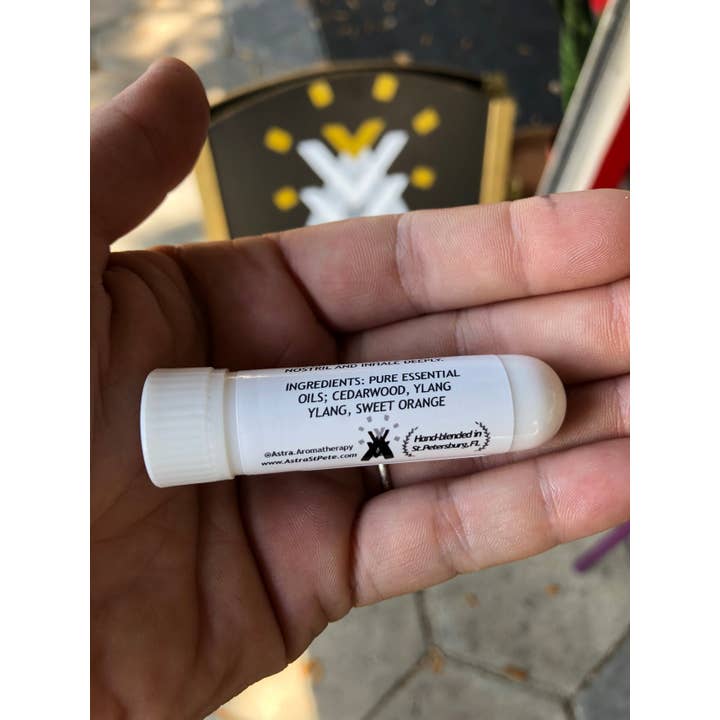 NOSTRIL AND INHALE DEEPLY.
INGREDIENTS: PURE ESSENTIAL
OILS; CEDARWOOD, YLANG
YLANG, SWEET ORANGE
@Astra.Aromatherapy
www.AstraStPete.com
Hand-blended in
St.Petersburg,FL